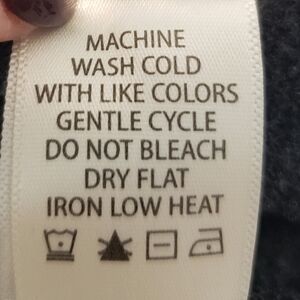 MACHINE
WASH COLD
WITH LIKE COLORS
GENTLE CYCLE
DO NOT BLEACH
DRY FLAT
IRON LOW HEAT